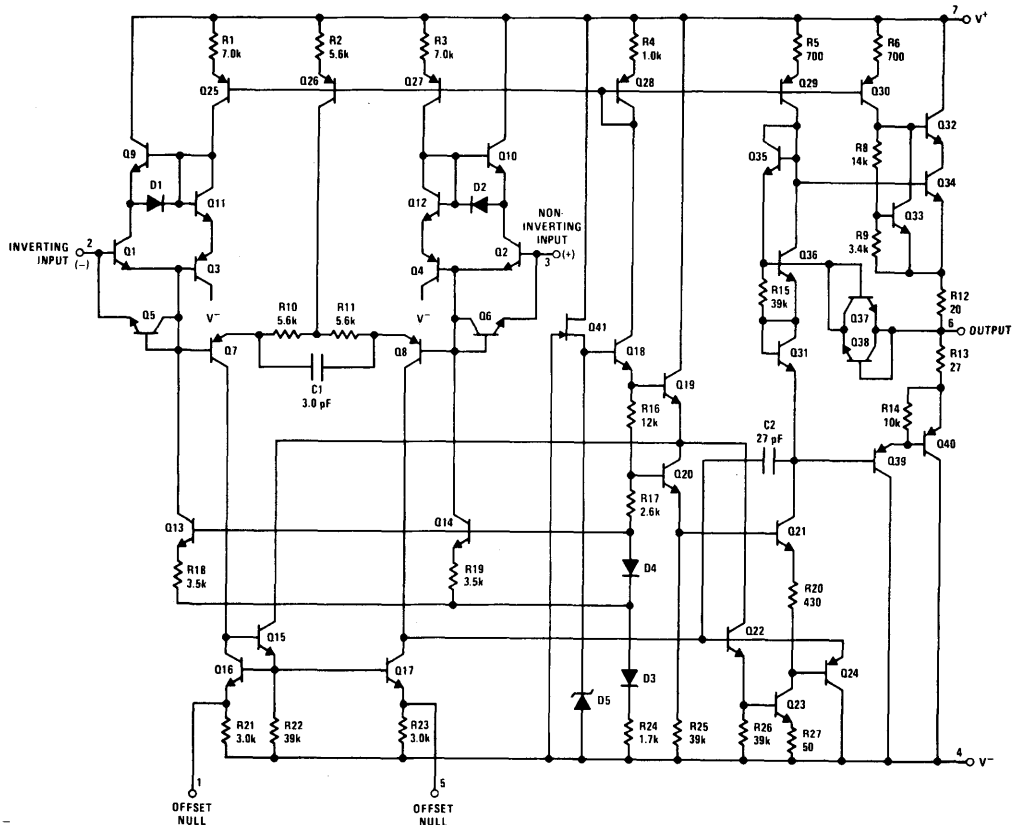 7
V+
R1
7.0k
R2
5.6k
R3
7.0k
R4
1.0k
R5
700
R6
700
Q25
Q26
Q27
Q28
Q29
Q30
Q32
Q9
Q10
Q35
R8
14k
Q34
D1
Q11
Q12
D2
Q33
NON-
INVERTING
INPUT
3 (+)
INVERTING
INPUT
2
(-)
Q1
Q3
Q4
Q2
R9
3.4k
Q36
V-
V-
Q5
Q6
R15
39k
R12
20
R10
5.6k
R11
5.6k
Q41
Q37
Q38
6
OUTPUT
Q7
Q8
Q18
Q31
R13
27
C1
3.0 pF
Q19
R16
12k
R14
10k
C2
27 pF
Q39
Q40
Q20
Q13
Q14
R17
2.6k
Q21
R18
3.5k
R19
3.5k
D4
R20
430
Q15
Q22
Q24
Q16
Q17
D3
Q23
D5
R21
3.0k
R22
39k
R23
3.0k
R24
1.7k
R25
39k
R26
39k
R27
50
4
V-
1
5
OFFSET
NULL
OFFSET
NULL